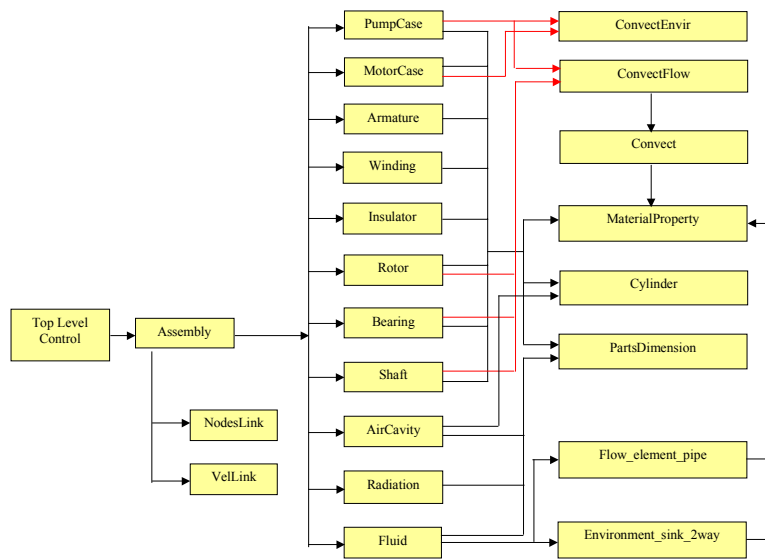 Top Level
Control
Assembly
NodesLink
VelLink
PumpCase
MotorCase
Armature
Winding
Insulator
Rotor
Bearing
Shaft
AirCavity
Radiation
Fluid
ConvectEnvir
ConvectFlow
Convect
MaterialProperty
Cylinder
PartsDimension
Flow_element_pipe
Environment_sink_2way